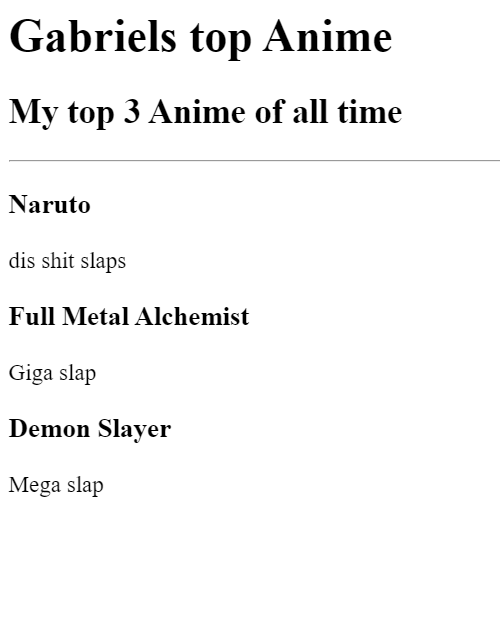 Gabriels top Anime
My top 3 Anime of all time
Naruto
dis shit slaps
Full Metal Alchemist
Giga slap
Demon Slayer
Mega slap